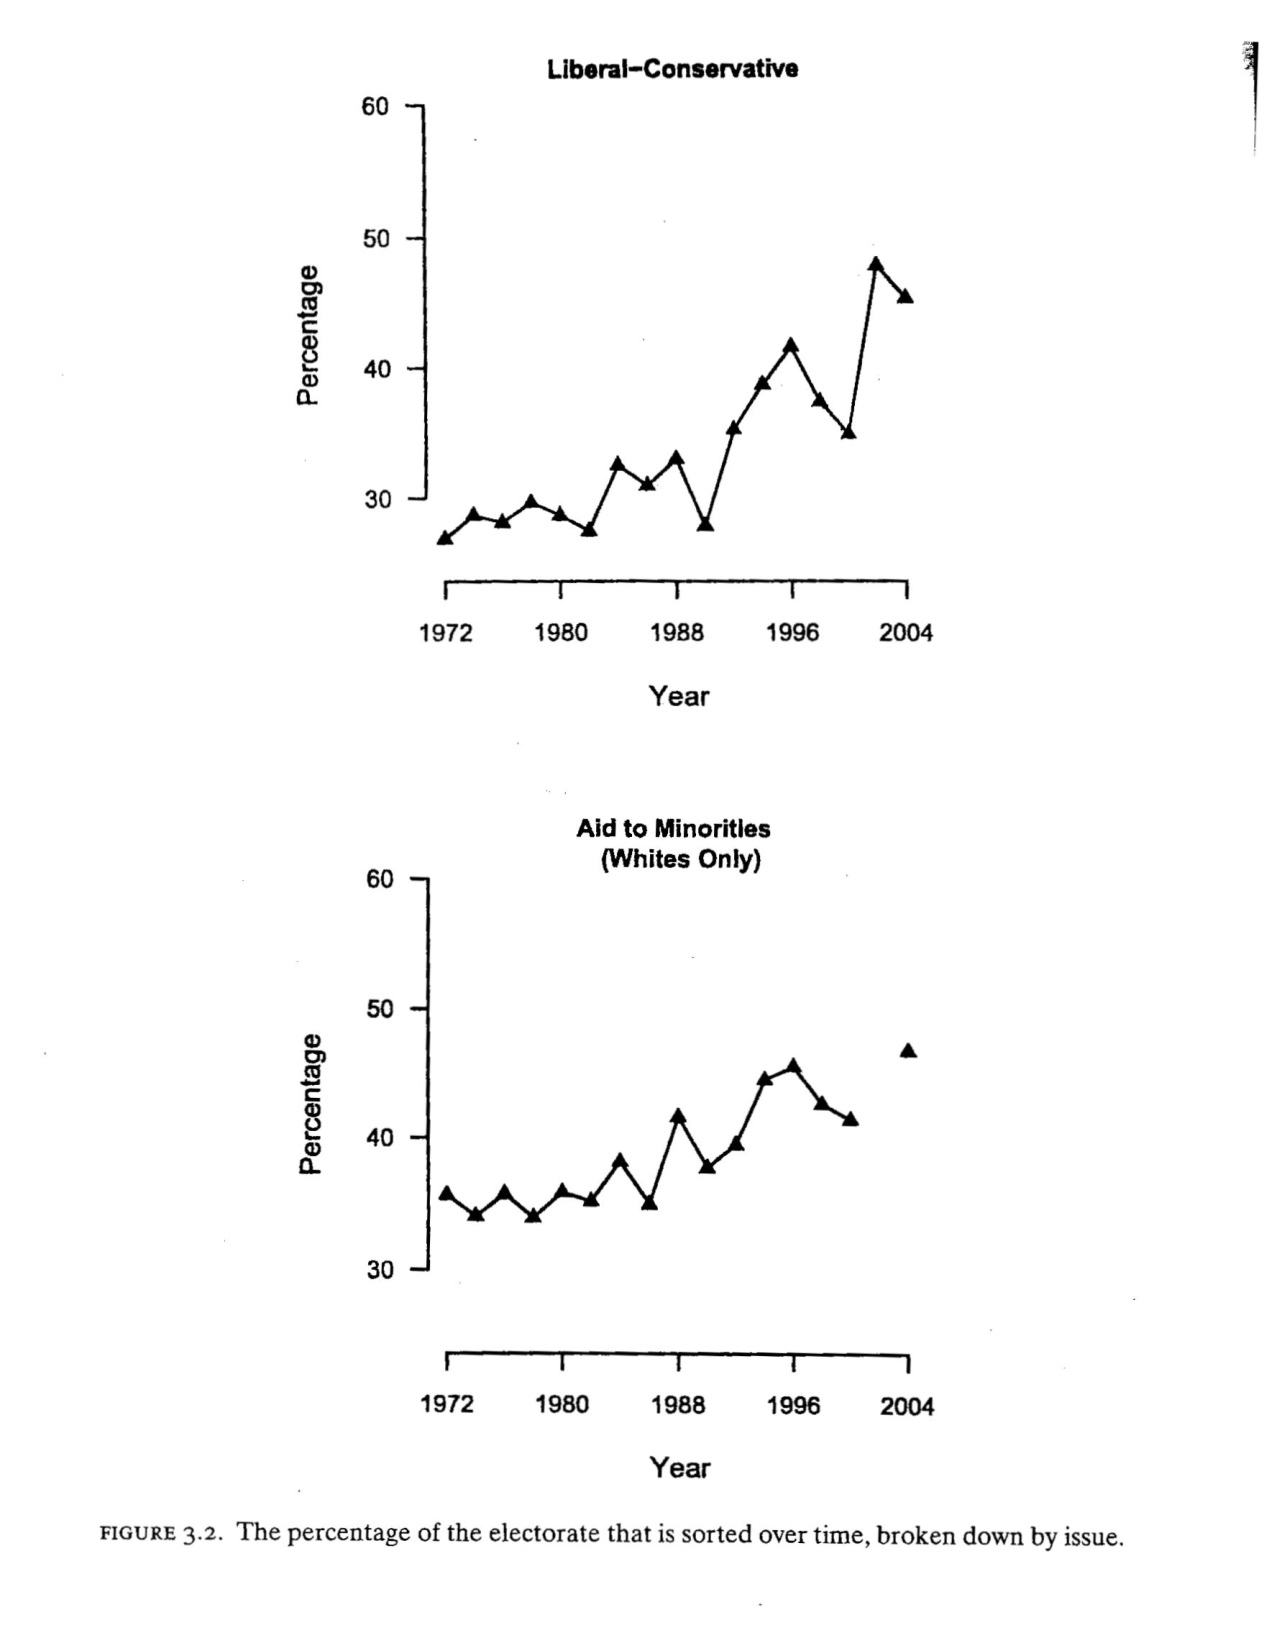 Liberal–Conservative
60
50
40
30
Percentage
1972 1980 1988 1996 2004
Year
Aid to Minorities
(Whites Only)
60
50
40
30
Percentage
1972 1980 1988 1996 2004
Year
FIGURE 3.2. The percentage of the electorate that is sorted over time, broken down by issue.